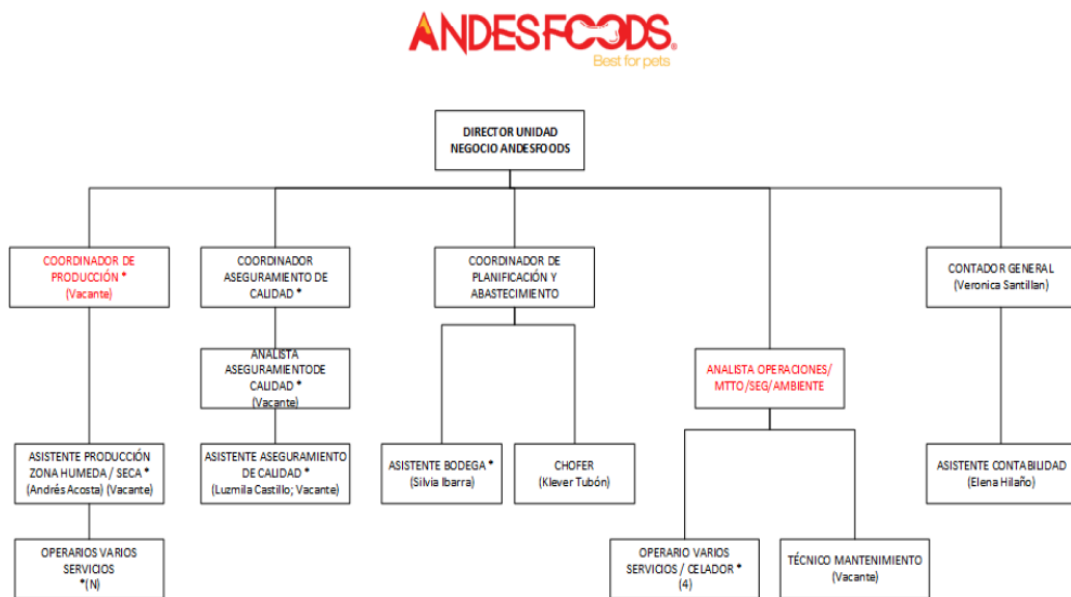 ANDESFOODS®
Best for pets
DIRECTOR UNIDAD
NEGOCIO ANDESFOODS
COORDINADOR DE
PRODUCCIÓN *
(Vacante)
COORDINADOR
ASEGURAMIENTO DE
CALIDAD *
COORDINADOR DE
PLANIFICACIÓN Y
ABASTECIMIENTO
CONTADOR GENERAL
(Veronica Santillan)
ANALISTA
ASEGURAMIENTODE
CALIDAD *
(Vacante)
ANALISTA OPERACIONES/
MTTO/SEG/AMBIENTE
ASISTENTE PRODUCCIÓN
ZONA HUMEDA / SECA *
(Andrés Acosta) (Vacante)
ASISTENTE ASEGURAMIENTO
DE CALIDAD *
(Luzmila Castillo; Vacante)
ASISTENTE BODEGA *
(Silvia Ibarra)
CHOFER
(Klever Tubón)
ASISTENTE CONTABILIDAD
(Elena Hilaño)
OPERARIOS VARIOS
SERVICIOS
*(N)
OPERARIO VARIOS
SERVICIOS / CELADOR *
(4)
TÉCNICO MANTENIMIENTO
(Vacante)